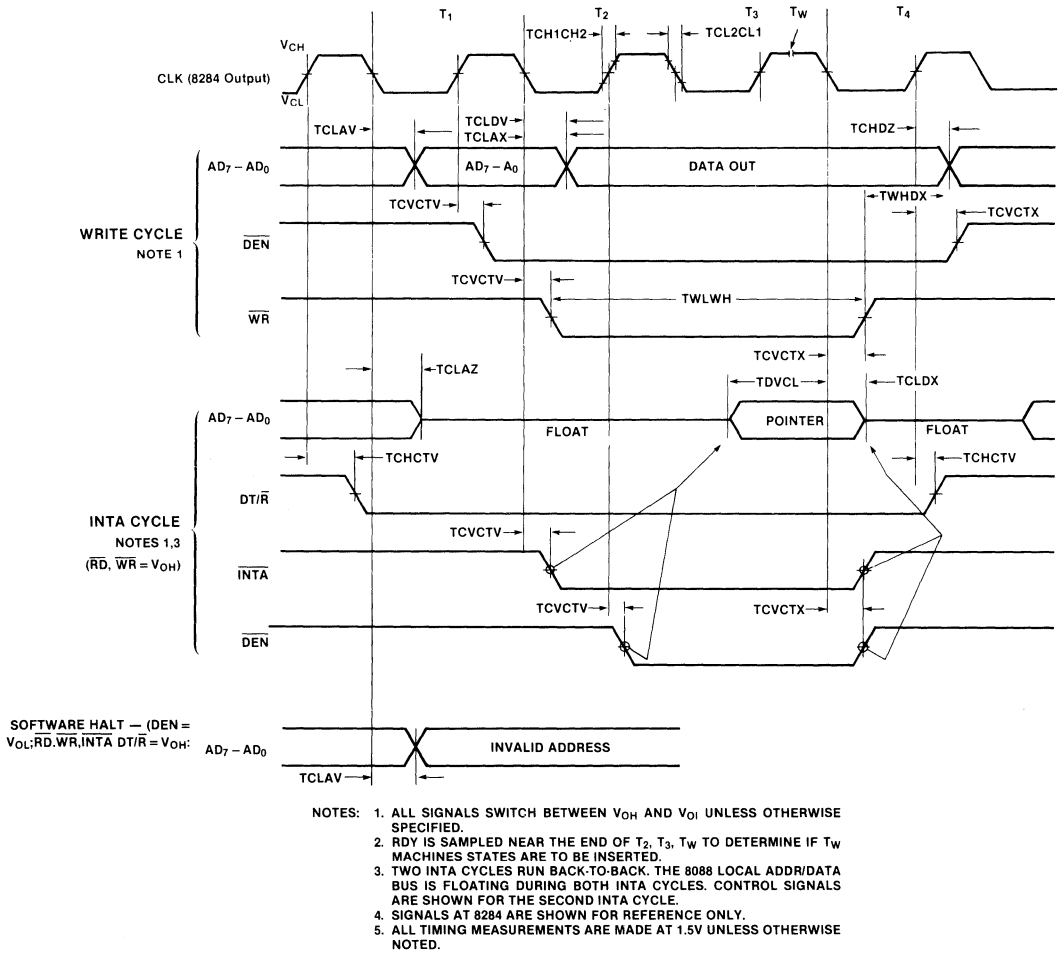 T1 T2 T3 TW T4
TCH1CH2 TCL2CL1
VCH
CLK (8284 Output)
VCL
TCLAV TCLDV TCHDZ
TCLAX
AD7 – AD0 AD7 – A0 DATA OUT
TWHDX
TCVCTV TCVCTX
WRITE CYCLE
NOTE 1
DEN
TCVCTV TWLWH
WR
TCVCTX
TCLAZ TDVCL TCLDX
AD7 – AD0 FLOAT POINTER FLOAT
TCHCTV TCHCTV
DT/R
INTA CYCLE
NOTES 1,3
(RD, WR = VOH)
TCVCTV
INTA
TCVCTV TCVCTX
DEN
SOFTWARE HALT — (DEN =
VOL;RD.WR,INTA DT/R = VOH:
AD7 – AD0 INVALID ADDRESS
TCLAV
NOTES: 1. ALL SIGNALS SWITCH BETWEEN VOH AND VOI UNLESS OTHERWISE
SPECIFIED.
2. RDY IS SAMPLED NEAR THE END OF T2, T3, TW TO DETERMINE IF TW
MACHINES STATES ARE TO BE INSERTED.
3. TWO INTA CYCLES RUN BACK-TO-BACK. THE 8088 LOCAL ADDR/DATA
BUS IS FLOATING DURING BOTH INTA CYCLES. CONTROL SIGNALS
ARE SHOWN FOR THE SECOND INTA CYCLE.
4. SIGNALS AT 8284 ARE SHOWN FOR REFERENCE ONLY.
5. ALL TIMING MEASUREMENTS ARE MADE AT 1.5V UNLESS OTHERWISE
NOTED.